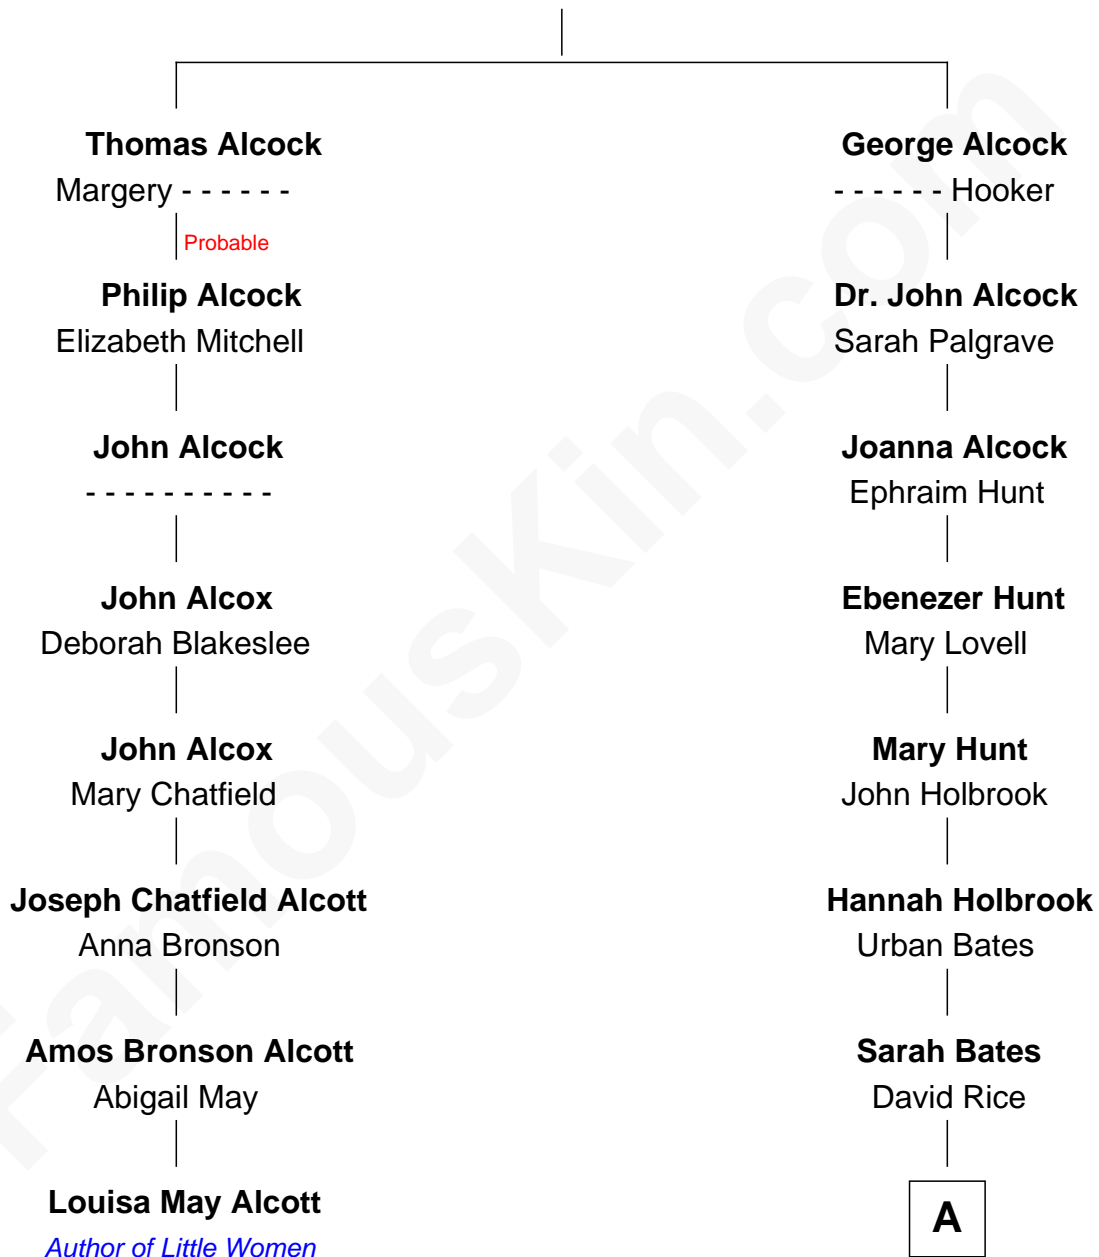 Thomas Alcock
Margery - - - - - -
Probable
Philip Alcock
Elizabeth Mitchell
John Alcock
- - - - - - - - - -
John Alcox
Deborah Blakeslee
John Alcox
Mary Chatfield
Joseph Chatfield Alcott
Anna Bronson
Amos Bronson Alcott
Abigail May
Louisa May Alcott
Author of Little Women
George Alcock
- - - - - - Hooker
Dr. John Alcock
Sarah Palgrave
Joanna Alcock
Ephraim Hunt
Ebenezer Hunt
Mary Lovell
Mary Hunt
John Holbrook
Hannah Holbrook
Urban Bates
Sarah Bates
David Rice
A
FamousKin.com